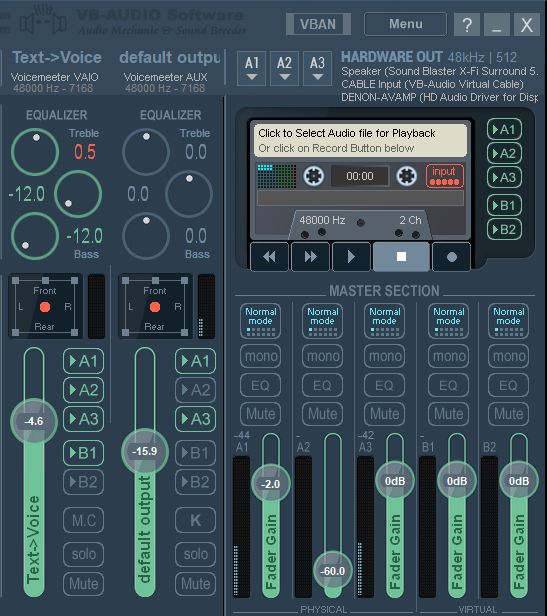 VB-AUDIO Software
Audio Mechanic & Sound Breeder
VBAN
Menu
?
_
X
Text->Voice
default outpu
Voicemeeter VAIO
Voicemeeter AUX
48000 Hz - 7168
48000 Hz - 7168
A1
A2
A3
HARDWARE OUT 48kHz | 512
Speaker (Sound Blaster X-Fi Surround 5.
CABLE Input (VB-Audio Virtual Cable)
DENON-AVAMP (HD Audio Driver for Disp
EQUALIZER
EQUALIZER
Treble
0.5
Treble
0.0
-12.0
0.0
-12.0
Bass
0.0
Bass
Click to Select Audio file for Playback
Or click on Record Button below
00:00
input
48000 Hz
2 Ch
A1
A2
A3
B1
B2
Front
L R
Rear
Front
L R
Rear
MASTER SECTION
Normal mode
Normal mode
Normal mode
Normal mode
Normal mode
mono
mono
mono
mono
mono
EQ
EQ
EQ
EQ
EQ
Mute
Mute
Mute
Mute
Mute
A1
A2
A3
B1
B2
M.C
solo
Mute
A1
A2
A3
B1
B2
K
solo
Mute
-4.6
Text->Voice
-15.9
default output
-44
A1
-2.0
Fader Gain
-
A2
-60.0
-42
A3
0dB
Fader Gain
-
B1
0dB
Fader Gain
B2
0dB
Fader Gain
PHYSICAL
VIRTUAL